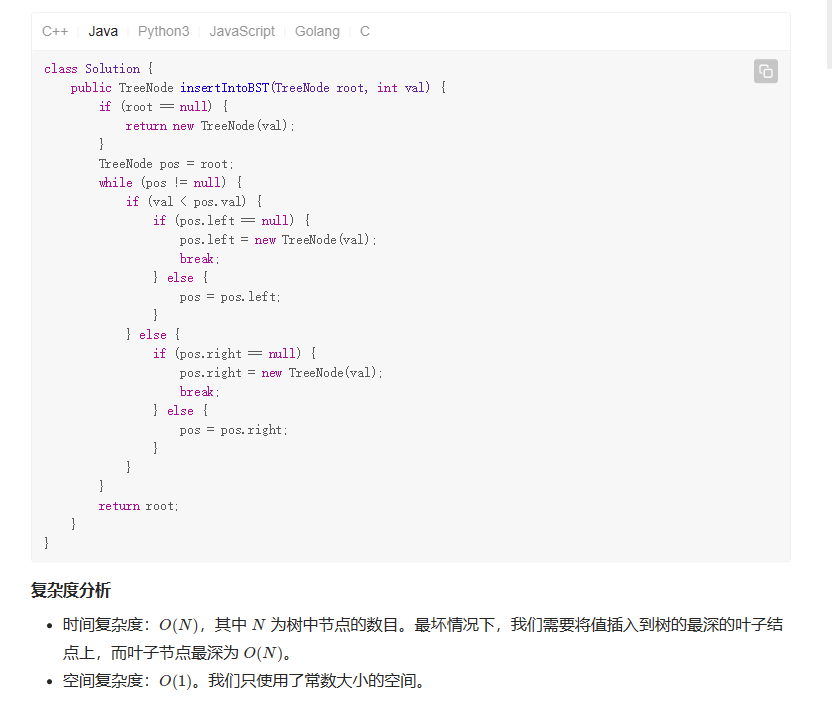 C++ Java Python3 JavaScript Golang C
class Solution {
    public TreeNode insertIntoBST(TreeNode root, int val) {
        if (root == null) {
            return new TreeNode(val);
        }
        TreeNode pos = root;
        while (pos != null) {
            if (val < pos.val) {
                if (pos.left == null) {
                    pos.left = new TreeNode(val);
                    break;
                } else {
                    pos = pos.left;
                }
            } else {
                if (pos.right == null) {
                    pos.right = new TreeNode(val);
                    break;
                } else {
                    pos = pos.right;
                }
            }
        }
        return root;
    }
}
复杂度分析
• 时间复杂度：O(N)，其中 N 为树中节点的数目。最坏情况下，我们需要将值插入到树的最深的叶子结
点上，而叶子节点最深为 O(N)。
• 空间复杂度：O(1)。我们只使用了常数大小的空间。